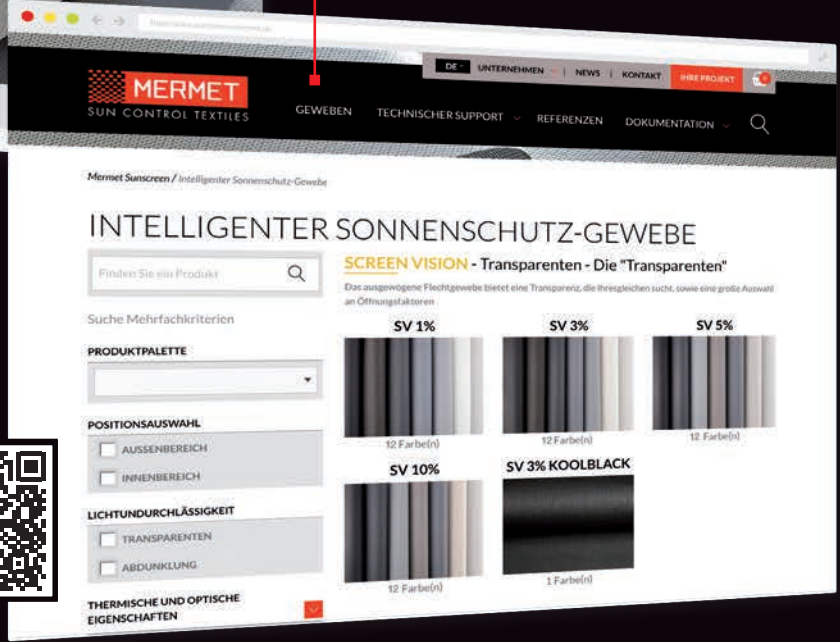 DE
UNTERNEHMEN | NEWS | KONTAKT
IHRE PROJEKT
0
MERMET
SUN CONTROL TEXTILES
GEWEBEN
TECHNISCHER SUPPORT
REFERENZEN
DOKUMENTATION
Mermet Sunscreen / Intelligenter Sonnenschutz-Gewebe
INTELLIGENTER SONNENSCHUTZ-GEWEBE
Finden Sie ein Produkt
Suche Mehrfachkriterien
PRODUKTPALETTE
POSITIONSAUSWAHL
AUSSENBEREICH
INNENBEREICH
LICHTUNDURCHLÄSSIGKEIT
TRANSPARENTEN
ABDUNKLUNG
THERMISCHE UND OPTISCHE
EIGENSCHAFTEN
SCREEN VISION - Transparenten - Die "Transparenten"
Das ausgewogene Flechtgewebe bietet eine Transparenz, die Ihresgleichen sucht, sowie eine große Auswahl
an Öffnungsfaktoren
SV 1%
SV 3%
SV 5%
12 Farbe(n)
12 Farbe(n)
12 Farbe(n)
SV 10%
SV 3% KOOLBLACK
12 Farbe(n)
1 Farbe(n)